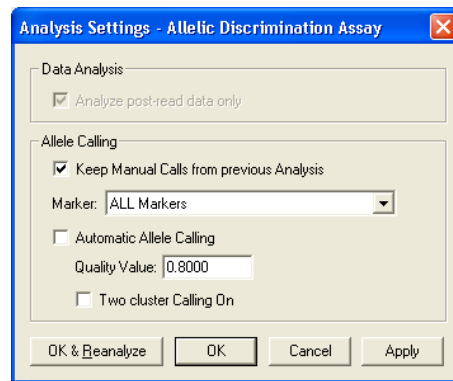 Analysis Settings - Allelic Discrimination Assay
Data Analysis
Analyze post-read data only
Allele Calling
Keep Manual Calls from previous Analysis
Marker: ALL Markers
Automatic Allele Calling
Quality Value: 0.8000
Two cluster Calling On
OK & Reanalyze OK Cancel Apply